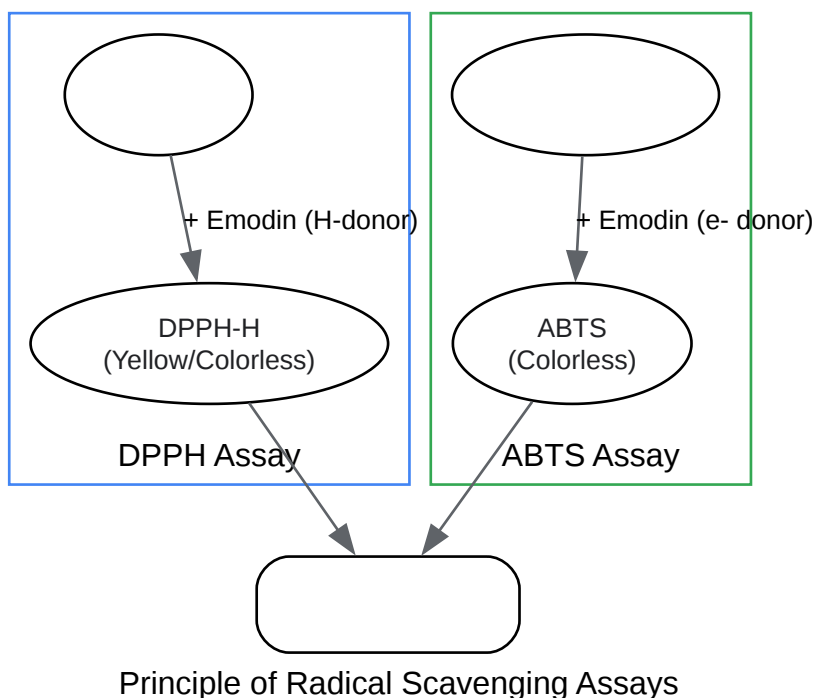 + Emodin (H-donor)
+ Emodin (e- donor)
DPPH-H
(Yellow/Colorless)
ABTS
(Colorless)
DPPH Assay
ABTS Assay
Principle of Radical Scavenging Assays